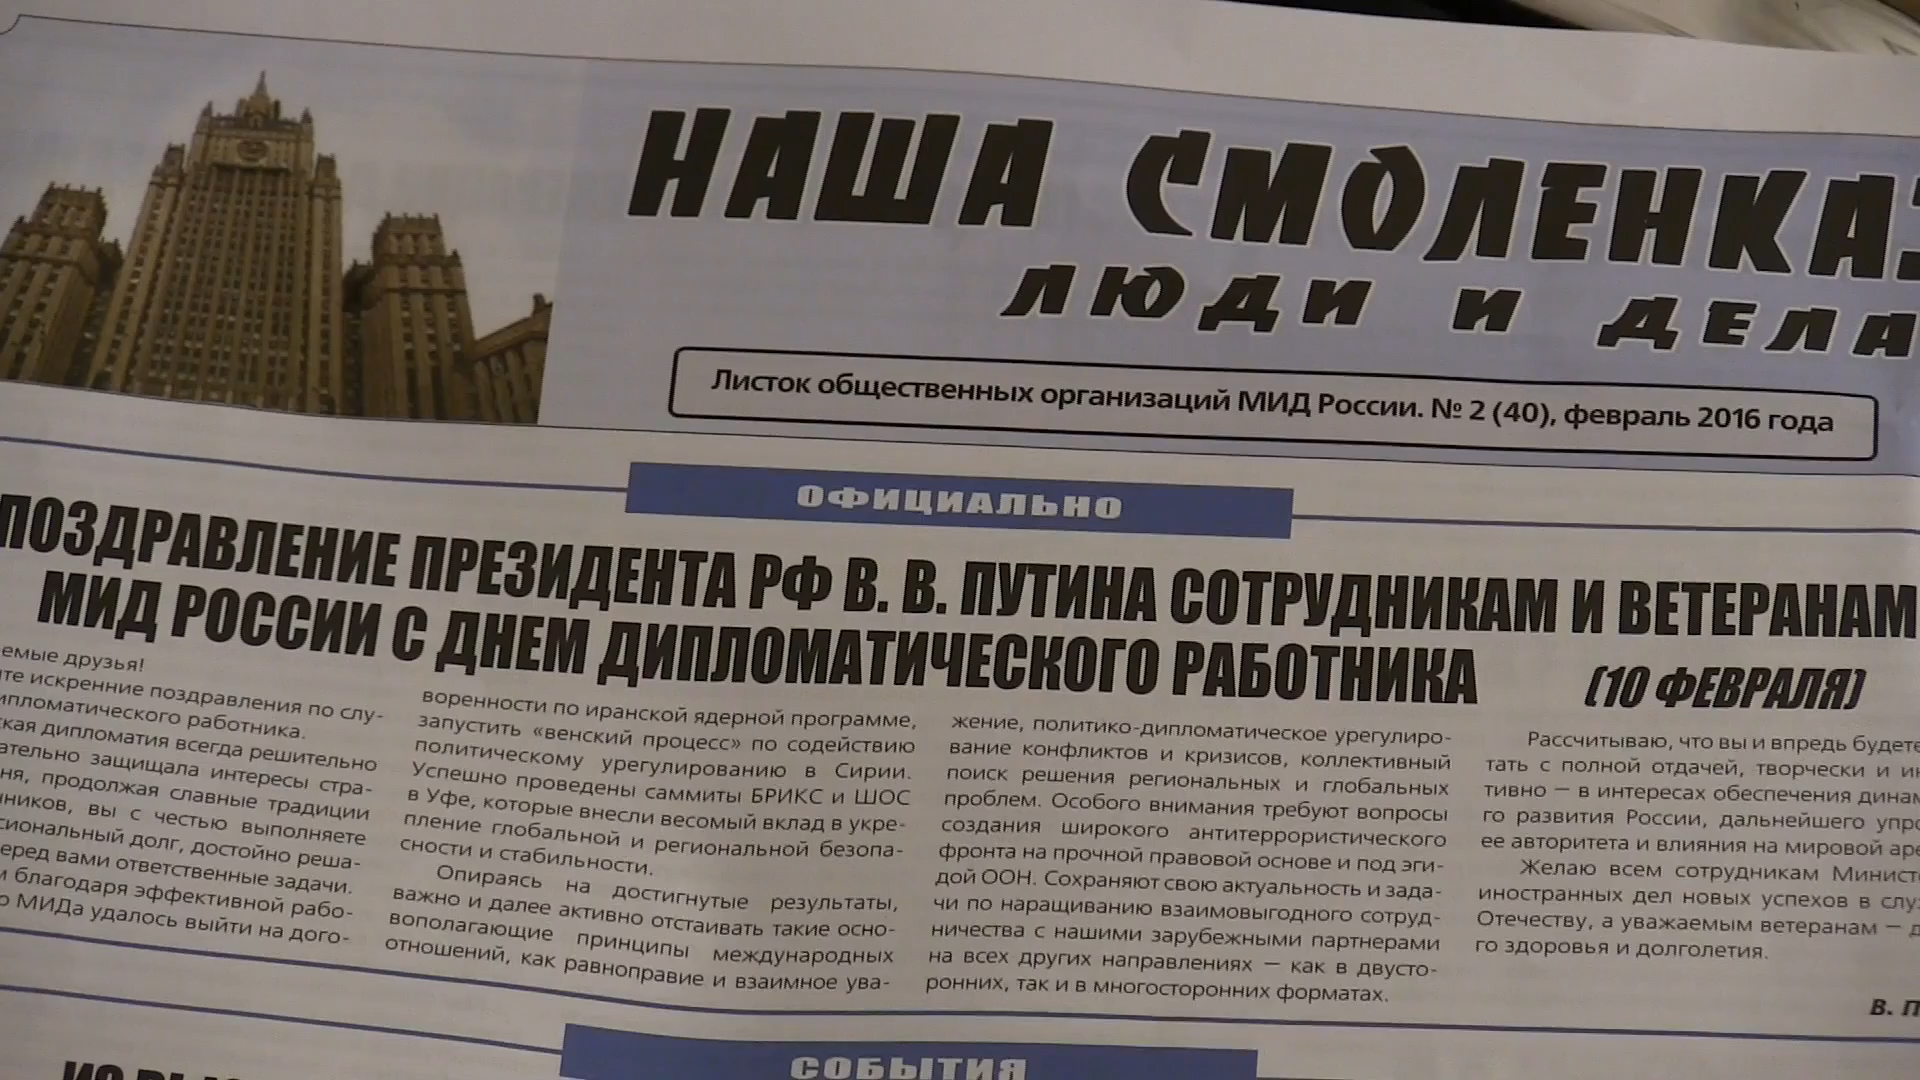 НАША СМОЛЕНКА:
ЛЮДИ И ДЕЛА
Листок общественных организаций МИД России. № 2 (40), февраль 2016 года
ОФИЦИАЛЬНО
ПОЗДРАВЛЕНИЕ ПРЕЗИДЕНТА РФ В. В. ПУТИНА СОТРУДНИКАМ И ВЕТЕРАНАМ
МИД РОССИИ С ДНЕМ ДИПЛОМАТИЧЕСКОГО РАБОТНИКА (10 ФЕВРАЛЯ)
емые друзья!
те искренние поздравления по слу-
ипломатического работника.
кая дипломатия всегда решительно
ательно защищала интересы стра-
ня, продолжая славные традиции
нников, вы с честью выполняете
сиональный долг, достойно реша-
еред вами ответственные задачи.
и благодаря эффективной рабо-
о МИДа удалось выйти на дого-
воренности по иранской ядерной программе,
запустить «венский процесс» по содействию
политическому урегулированию в Сирии.
Успешно проведены саммиты БРИКС и ШОС
в Уфе, которые внесли весомый вклад в укре-
пление глобальной и региональной безопа-
сности и стабильности.
Опираясь на достигнутые результаты,
важно и далее активно отстаивать такие осно-
вополагающие принципы международных
отношений, как равноправие и взаимное ува-
жение, политико-дипломатическое урегулиро-
вание конфликтов и кризисов, коллективный
поиск решения региональных и глобальных
проблем. Особого внимания требуют вопросы
создания широкого антитеррористического
фронта на прочной правовой основе и под эги-
дой ООН. Сохраняют свою актуальность и зада-
чи по наращиванию взаимовыгодного сотруд-
ничества с нашими зарубежными партнерами
на всех других направлениях — как в двусто-
ронних, так и в многосторонних форматах.
Рассчитываю, что вы и впредь будете
тать с полной отдачей, творчески и ин
тивно — в интересах обеспечения динам
го развития России, дальнейшего упро
ее авторитета и влияния на мировой аре
Желаю всем сотрудникам Министе
иностранных дел новых успехов в слу
Отечеству, а уважаемым ветеранам — д
го здоровья и долголетия.
В. П
СОБЫТИЯ